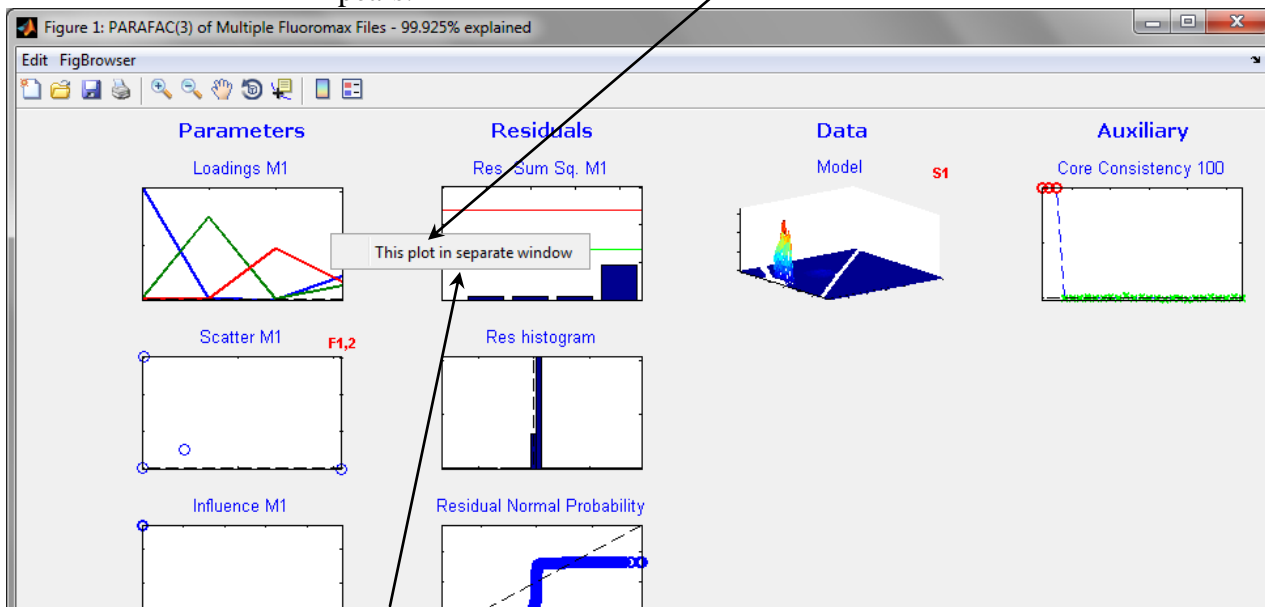 Figure 1: PARAFAC(3) of Multiple Fluoromax Files - 99.925% explained
Edit FigBrowser
Parameters Residuals Data Auxiliary
Loadings M1 Res. Sum Sq. M1 Model S1 Core Consistency 100
This plot in separate window
Scatter M1 F1,2 Res histogram
Influence M1 Residual Normal Probability